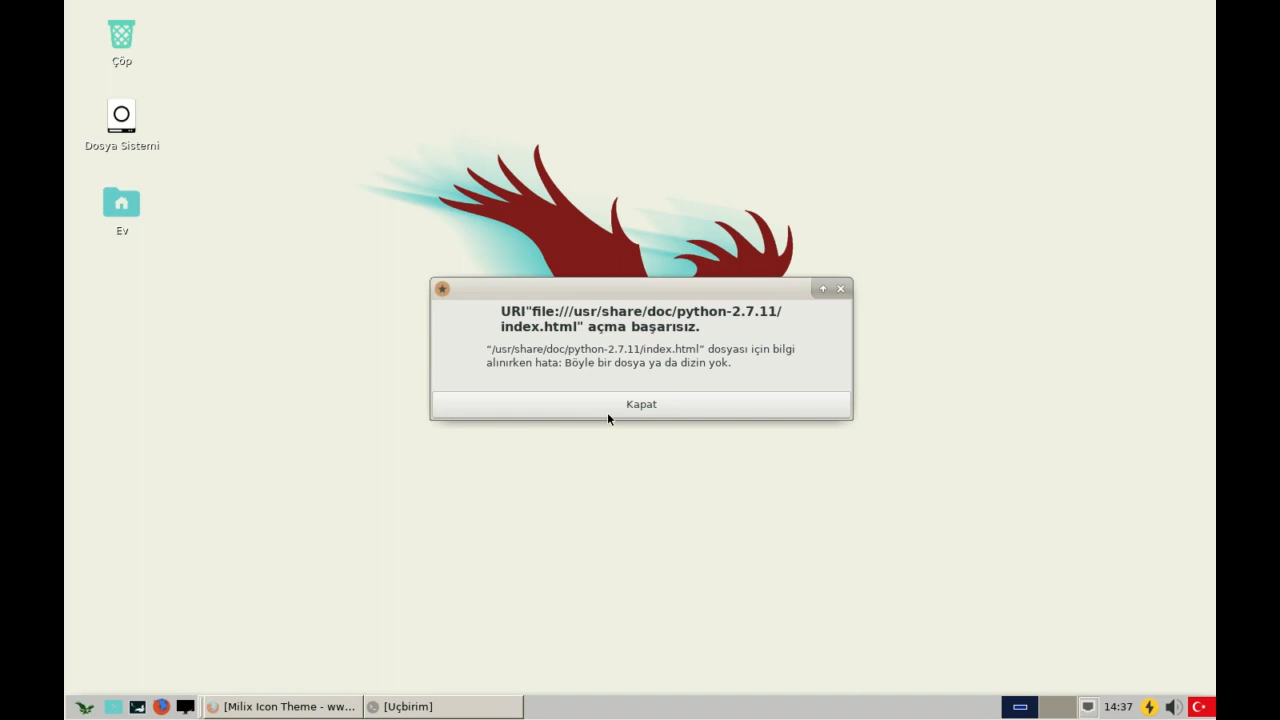 Çöp
Dosya Sistemi
Ev
URI"file:///usr/share/doc/python-2.7.11/
index.html" açma başarısız.
“/usr/share/doc/python-2.7.11/index.html” dosyası için bilgi
alınırken hata: Böyle bir dosya ya da dizin yok.
Kapat
[Milix Icon Theme - ww...
[Uçbirim]
14:37